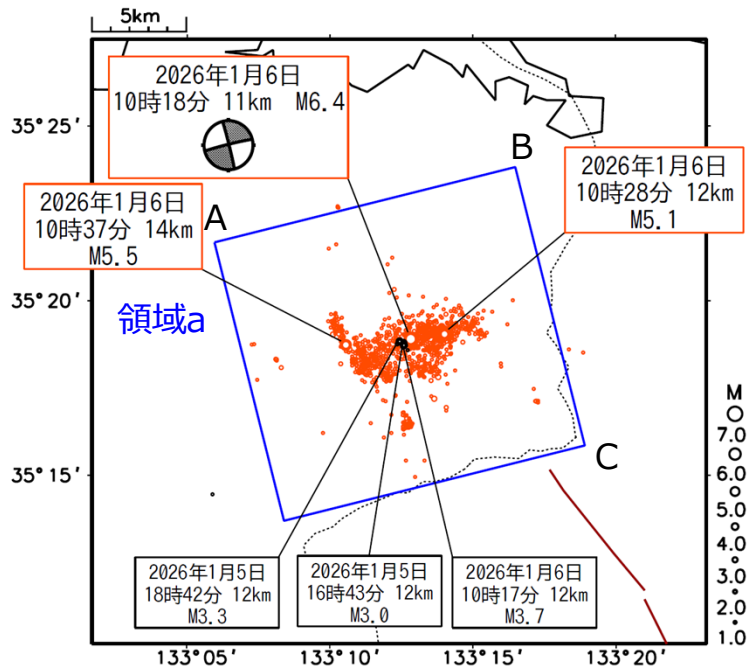 5km
2026年1月6日
10時18分 11km M6.4
35°25′
B
2026年1月6日
10時28分 12km
M5.1
2026年1月6日
10時37分 14km
M5.5
A
35°20′
領域a
M
7.0
6.0
5.0
4.0
3.0
2.0
1.0
35°15′
C
2026年1月5日
18時42分 12km
M3.3
2026年1月5日
16時43分 12km
M3.0
2026年1月6日
10時17分 12km
M3.7
133°05′
133°10′
133°15′
133°20′